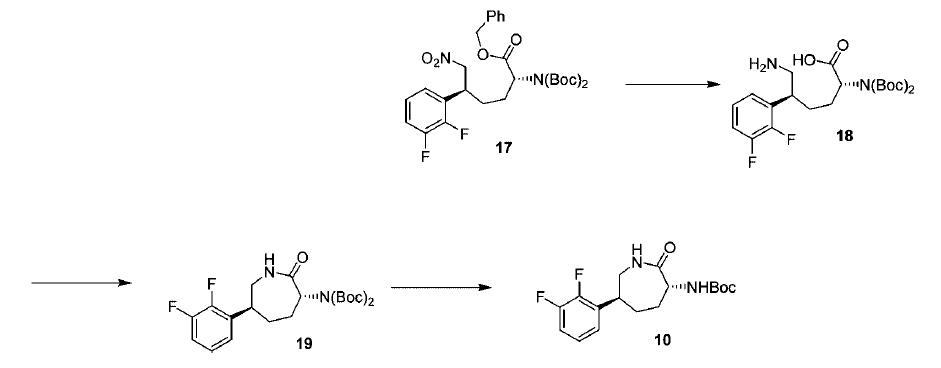 Ph
O
O₂N
O
N(Boc)₂
F
F
17
H₂N
HO
O
N(Boc)₂
F
F
18
H
N
O
F
F
N(Boc)₂
19
H
N
O
F
F
NHBoc
10